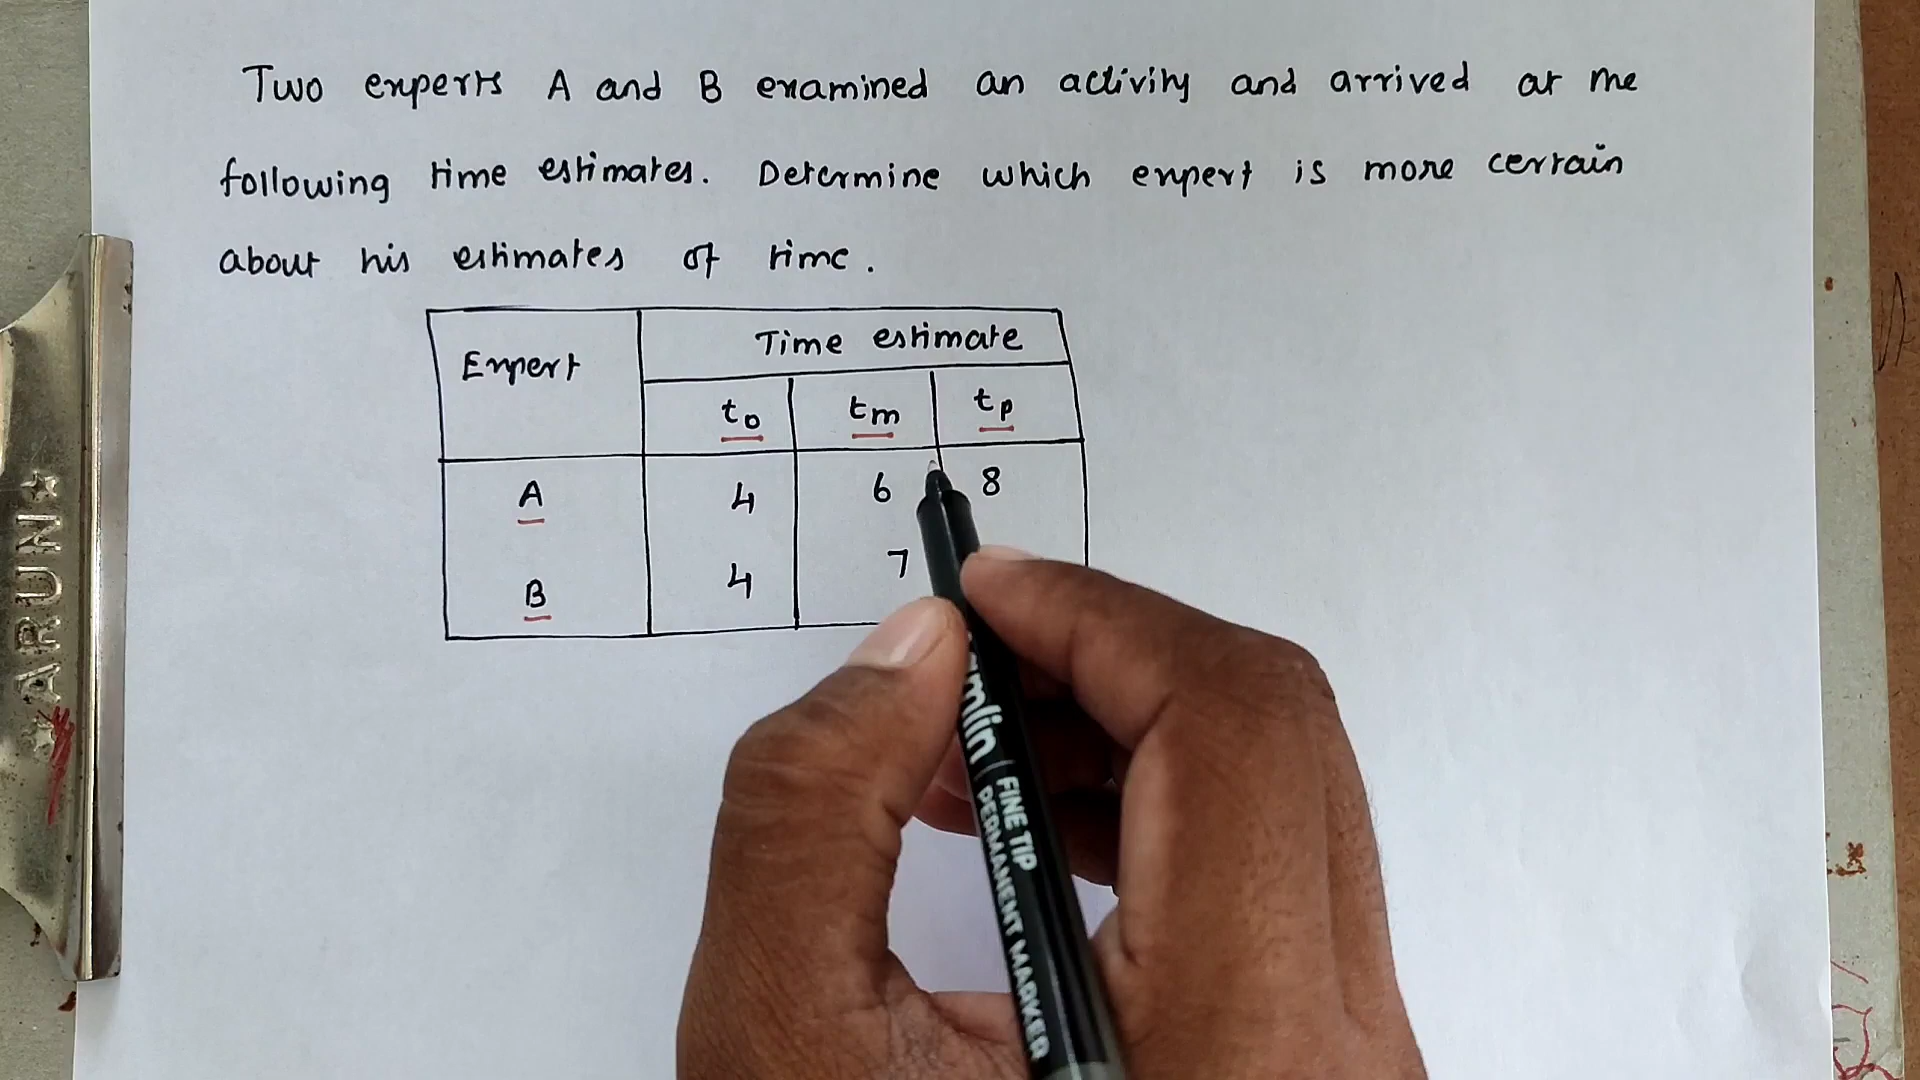 Two experts A and B examined an activity and arrived at the
following time estimates. Determine which expert is more certain
about his estimates of time.
Expert Time estimate
to tm tp
A 4 6 8
B 4 7
ARUN
amlin FINE TIP
PERMANENT MARKER